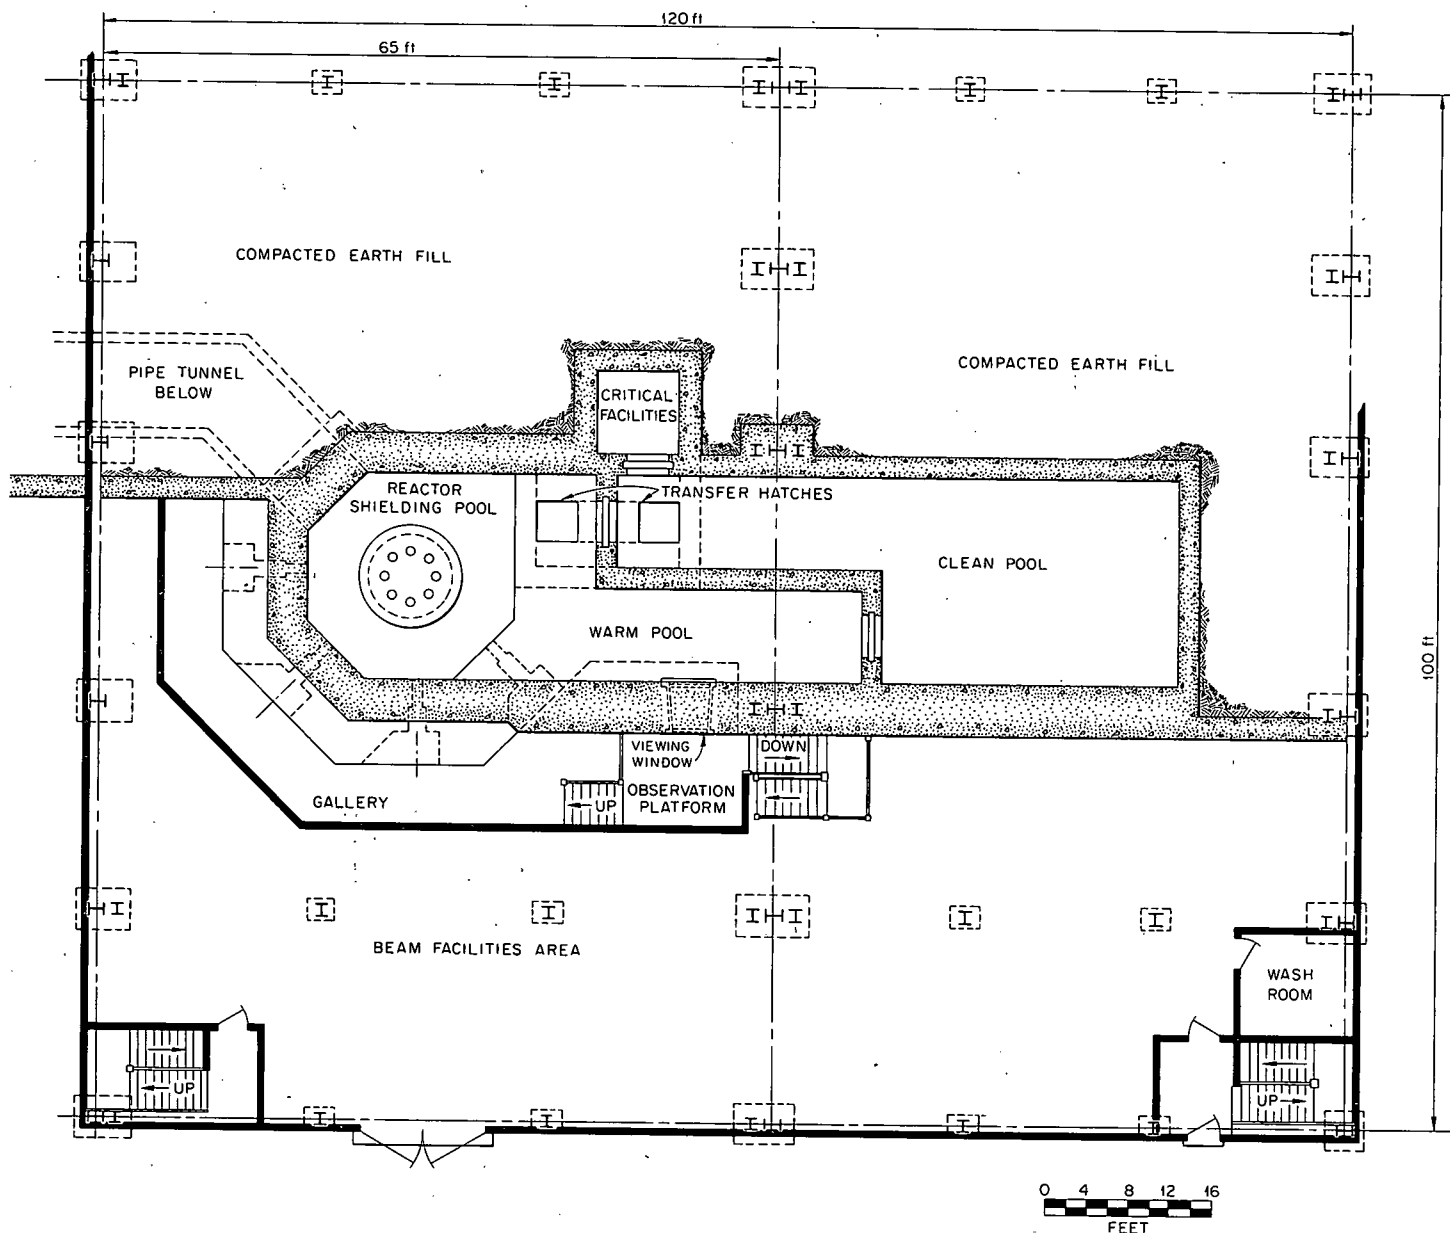 120 ft
65 ft
COMPACTED EARTH FILL
COMPACTED EARTH FILL
PIPE TUNNEL
BELOW
CRITICAL
FACILITIES
REACTOR
SHIELDING POOL
TRANSFER HATCHES
CLEAN POOL
WARM POOL
100 ft
VIEWING
WINDOW
DOWN
OBSERVATION
PLATFORM
UP
GALLERY
BEAM FACILITIES AREA
WASH
ROOM
UP
UP
0 4 8 12 16
FEET